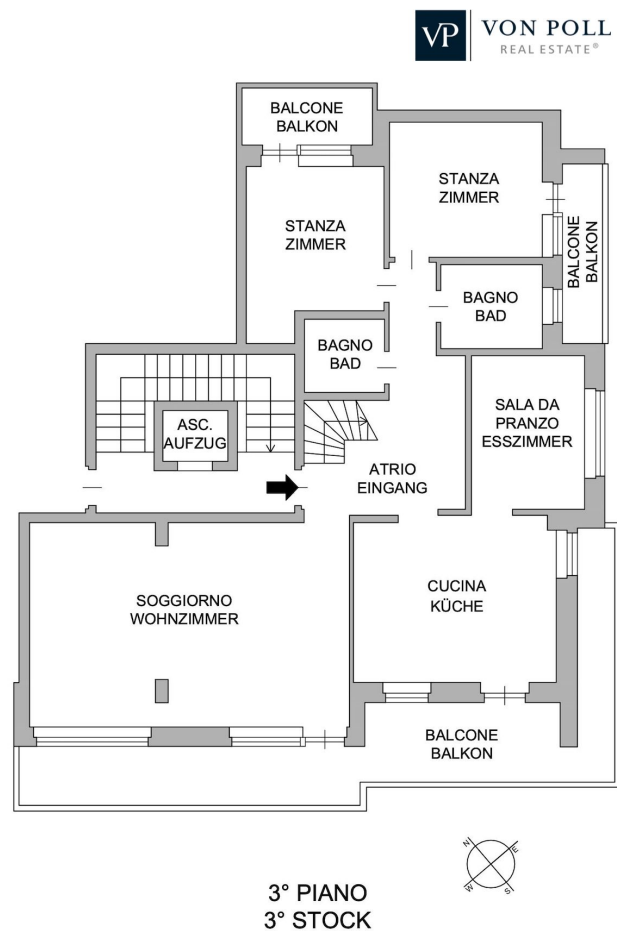 VP VON POLL
REAL ESTATE®
BALCONE
BALKON
STANZA
ZIMMER
STANZA
ZIMMER
BALCONE
BALKON
BAGNO
BAD
BAGNO
BAD
ASC.
AUFZUG
SALA DA
PRANZO
ESSZIMMER
ATRIO
EINGANG
SOGGIORNO
WOHNZIMMER
CUCINA
KÜCHE
BALCONE
BALKON
N
E
W
S
3° PIANO
3° STOCK